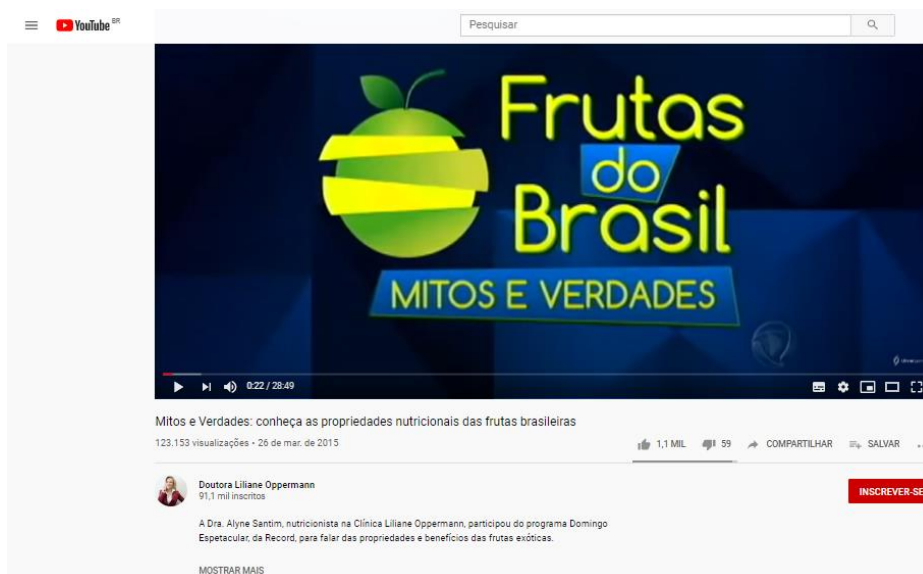 YouTube BR
Pesquisar
Frutas
do
Brasil
MITOS E VERDADES
0:22 / 28:49
Mitos e Verdades: conheça as propriedades nutricionais das frutas brasileiras
123.153 visualizações • 26 de mar. de 2015
1,1 MIL 59 COMPARTILHAR SALVAR
Doutora Liliane Oppermann
91,1 mil inscritos
INSCREVER-SE
A Dra. Alyne Santim, nutricionista na Clínica Liliane Oppermann, participou do programa Domingo
Espetacular, da Record, para falar das propriedades e benefícios das frutas exóticas.
MOSTRAR MAIS